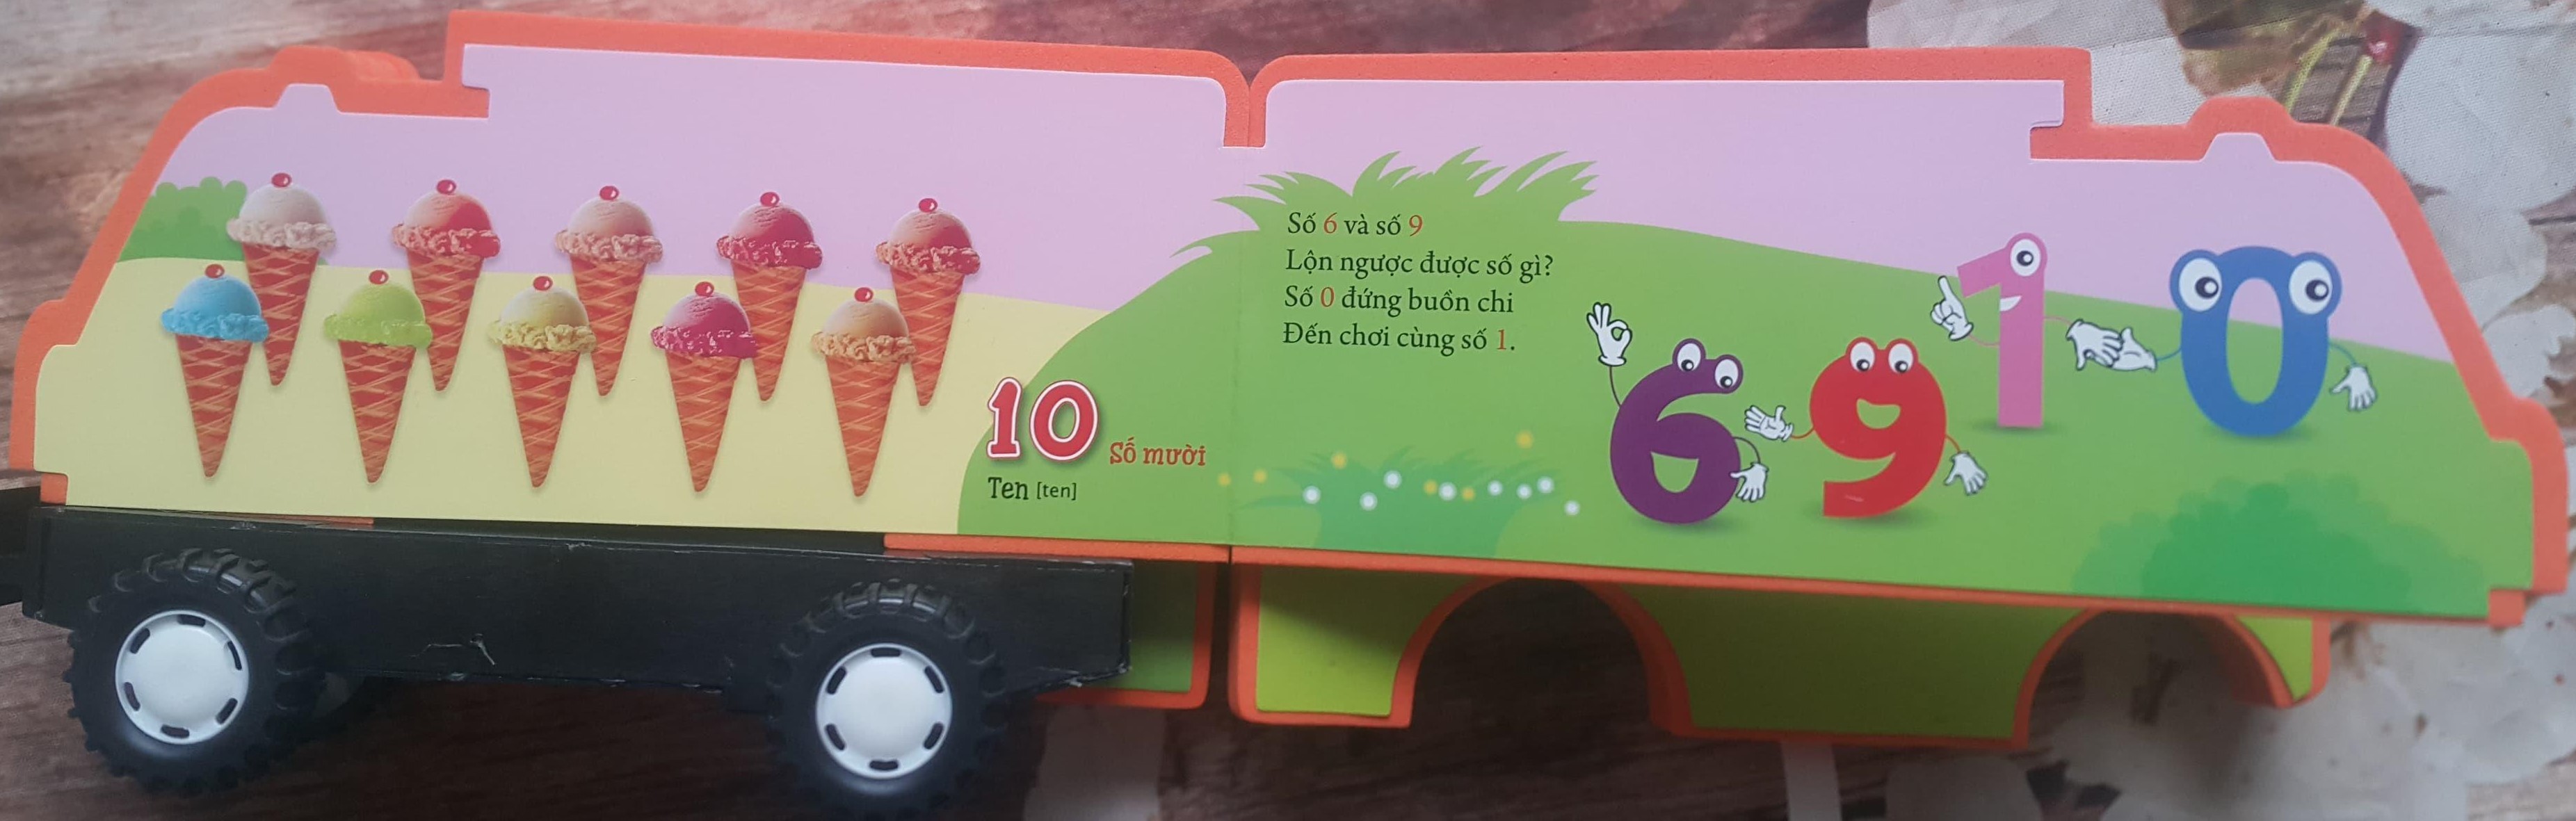 10 Số mười
Ten [ten]
Số 6 và số 9
Lộn ngược được số gì?
Số 0 đứng buồn chi
Đến chơi cùng số 1.
6 9 1 0